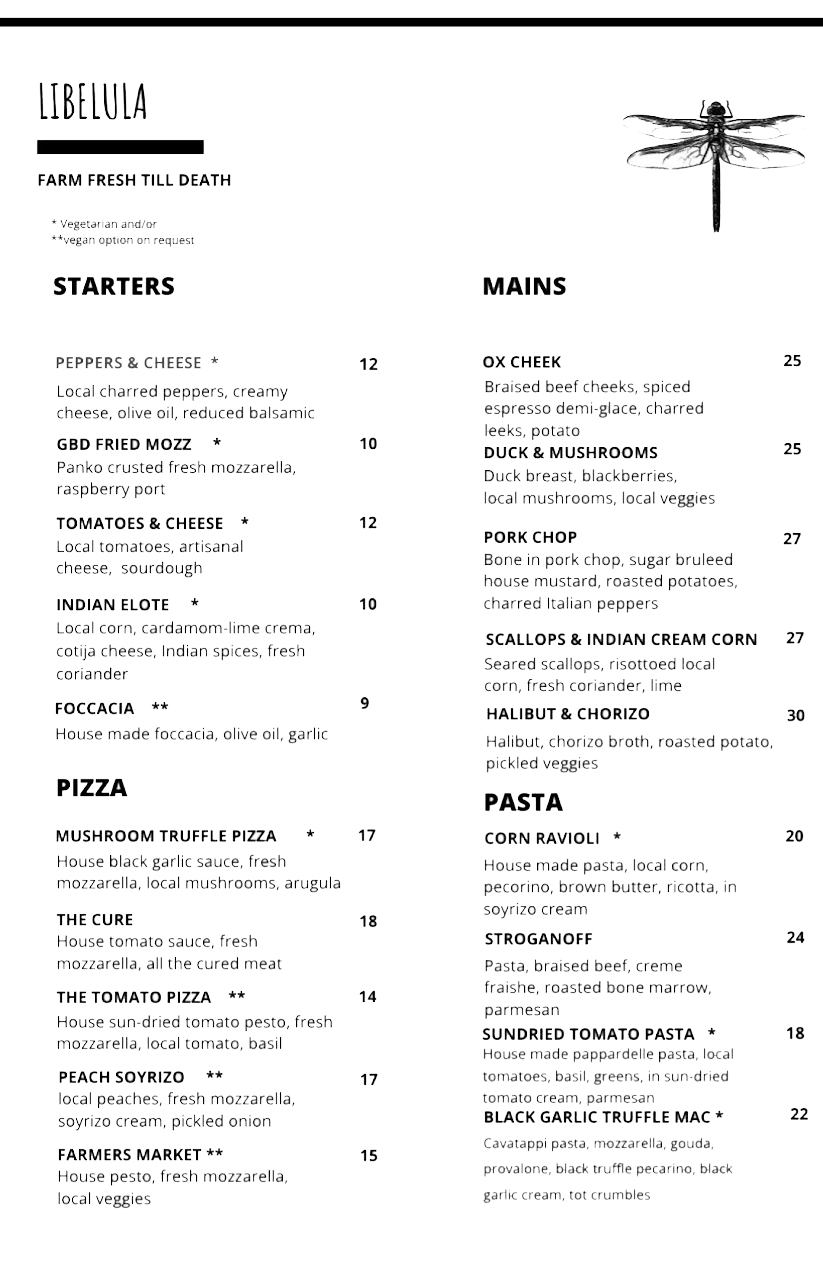 LIBELULA
FARM FRESH TILL DEATH
* Vegetarian and/or
**vegan option on request
STARTERS
PEPPERS & CHEESE * 12
Local charred peppers, creamy
cheese, olive oil, reduced balsamic
GBD FRIED MOZZ * 10
Panko crusted fresh mozzarella,
raspberry port
TOMATOES & CHEESE * 12
Local tomatoes, artisanal
cheese, sourdough
INDIAN ELOTE * 10
Local corn, cardamom-lime crema,
cotija cheese, Indian spices, fresh
coriander
FOCCACIA ** 9
House made foccacia, olive oil, garlic
PIZZA
MUSHROOM TRUFFLE PIZZA * 17
House black garlic sauce, fresh
mozzarella, local mushrooms, arugula
THE CURE 18
House tomato sauce, fresh
mozzarella, all the cured meat
THE TOMATO PIZZA ** 14
House sun-dried tomato pesto, fresh
mozzarella, local tomato, basil
PEACH SOYRIZO ** 17
local peaches, fresh mozzarella,
soyrizo cream, pickled onion
FARMERS MARKET ** 15
House pesto, fresh mozzarella,
local veggies
MAINS
OX CHEEK 25
Braised beef cheeks, spiced
espresso demi-glace, charred
leeks, potato
DUCK & MUSHROOMS 25
Duck breast, blackberries,
local mushrooms, local veggies
PORK CHOP 27
Bone in pork chop, sugar bruleed
house mustard, roasted potatoes,
charred Italian peppers
SCALLOPS & INDIAN CREAM CORN 27
Seared scallops, risottoed local
corn, fresh coriander, lime
HALIBUT & CHORIZO 30
Halibut, chorizo broth, roasted potato,
pickled veggies
PASTA
CORN RAVIOLI * 20
House made pasta, local corn,
pecorino, brown butter, ricotta, in
soyrizo cream
STROGANOFF 24
Pasta, braised beef, creme
fraishe, roasted bone marrow,
parmesan
SUNDRIED TOMATO PASTA * 18
House made pappardelle pasta, local
tomatoes, basil, greens, in sun-dried
tomato cream, parmesan
BLACK GARLIC TRUFFLE MAC * 22
Cavatappi pasta, mozzarella, gouda,
provalone, black truffle pecarino, black
garlic cream, tot crumbles